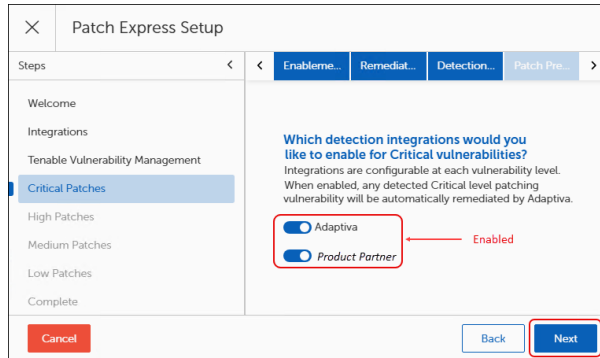 Patch Express Setup
Steps
Welcome
Integrations
Tenable Vulnerability Management
Critical Patches
High Patches
Medium Patches
Low Patches
Complete
Cancel
Enableme...
Remediat...
Detection...
Patch Pre...
Which detection integrations would you
like to enable for Critical vulnerabilities?
Integrations are configurable at each vulnerability level.
When enabled, any detected Critical level patching
vulnerability will be automatically remediated by Adaptiva.
Adaptiva
Product Partner
Enabled
Back
Next